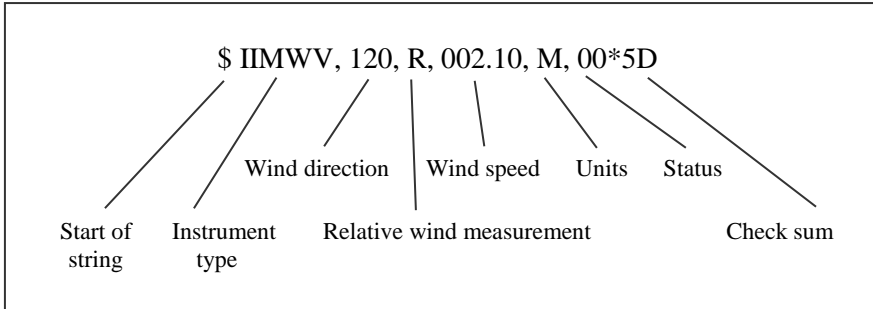 $ IIMWV, 120, R, 002.10, M, 00*5D
Wind direction Wind speed Units Status
Start of string Instrument type Relative wind measurement Check sum